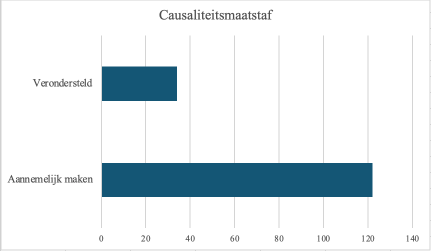 Causaliteitsmaatstaf
Verondersteld
Aannemelijk maken
0 20 40 60 80 100 120 140